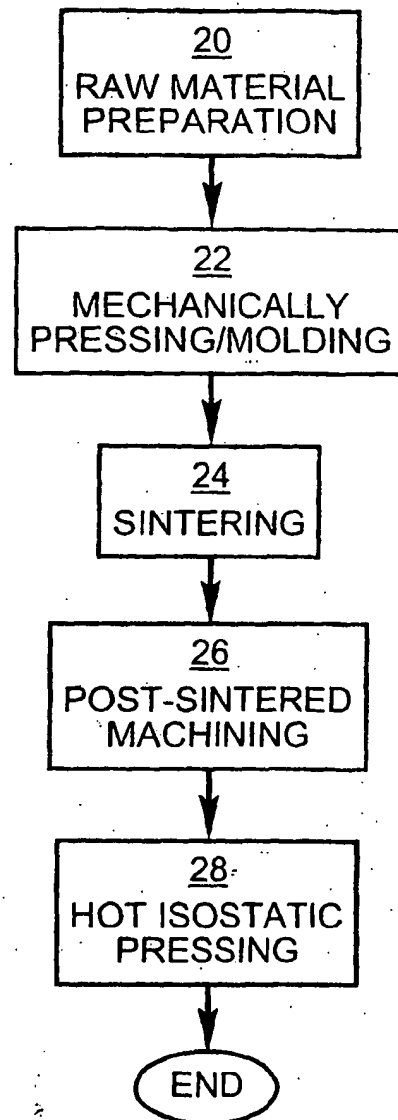 20
RAW MATERIAL
PREPARATION
22
MECHANICALLY
PRESSING/MOLDING
24
SINTERING
26
POST-SINTERED
MACHINING
28
HOT ISOSTATIC
PRESSING
END